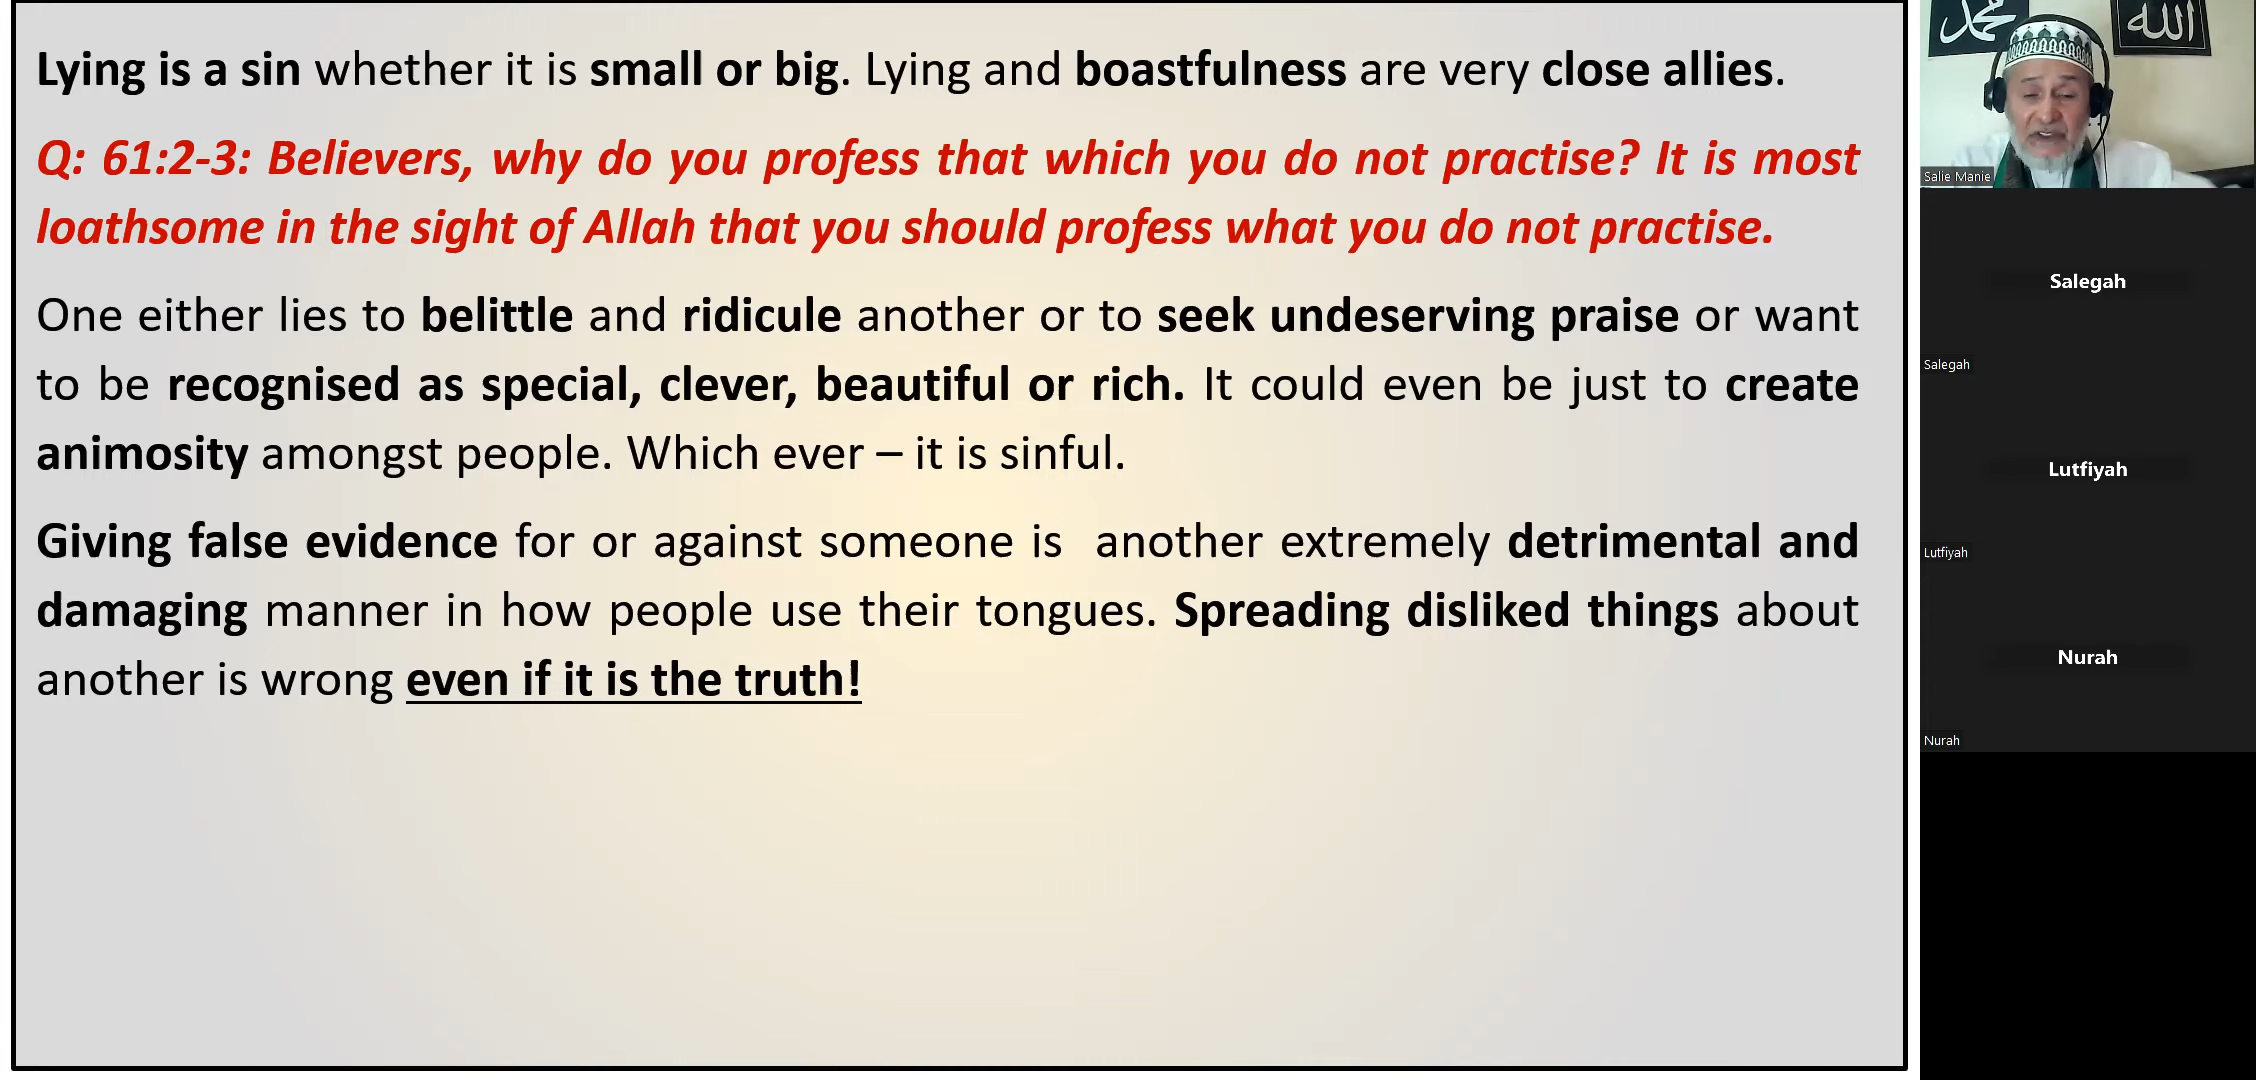 Lying is a sin whether it is small or big. Lying and boastfulness are very close allies.
Q: 61:2-3: Believers, why do you profess that which you do not practise? It is most
loathsome in the sight of Allah that you should profess what you do not practise.
One either lies to belittle and ridicule another or to seek undeserving praise or want
to be recognised as special, clever, beautiful or rich. It could even be just to create
animosity amongst people. Which ever – it is sinful.
Giving false evidence for or against someone is  another extremely detrimental and
damaging manner in how people use their tongues. Spreading disliked things about
another is wrong even if it is the truth!
محمد
الله
Salie Manie
Salegah
Salegah
Lutfiyah
Lutfiyah
Nurah
Nurah